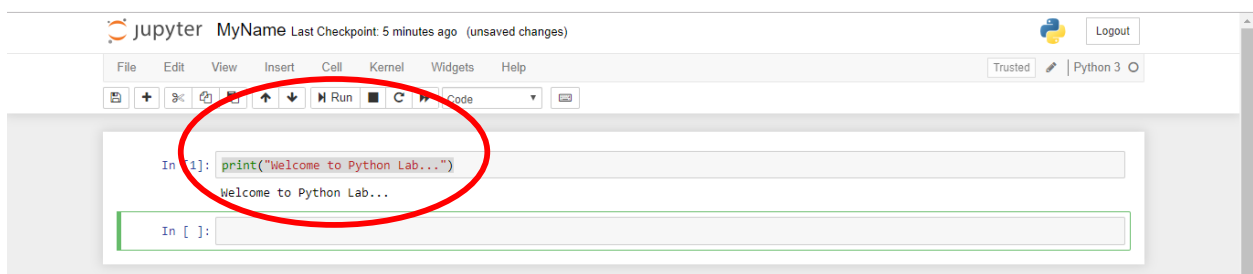 jupyter MyName Last Checkpoint: 5 minutes ago (unsaved changes) Logout
File Edit View Insert Cell Kernel Widgets Help Trusted Python 3
Run Code
In [1]: print("Welcome to Python Lab...")
Welcome to Python Lab...
In [ ]: